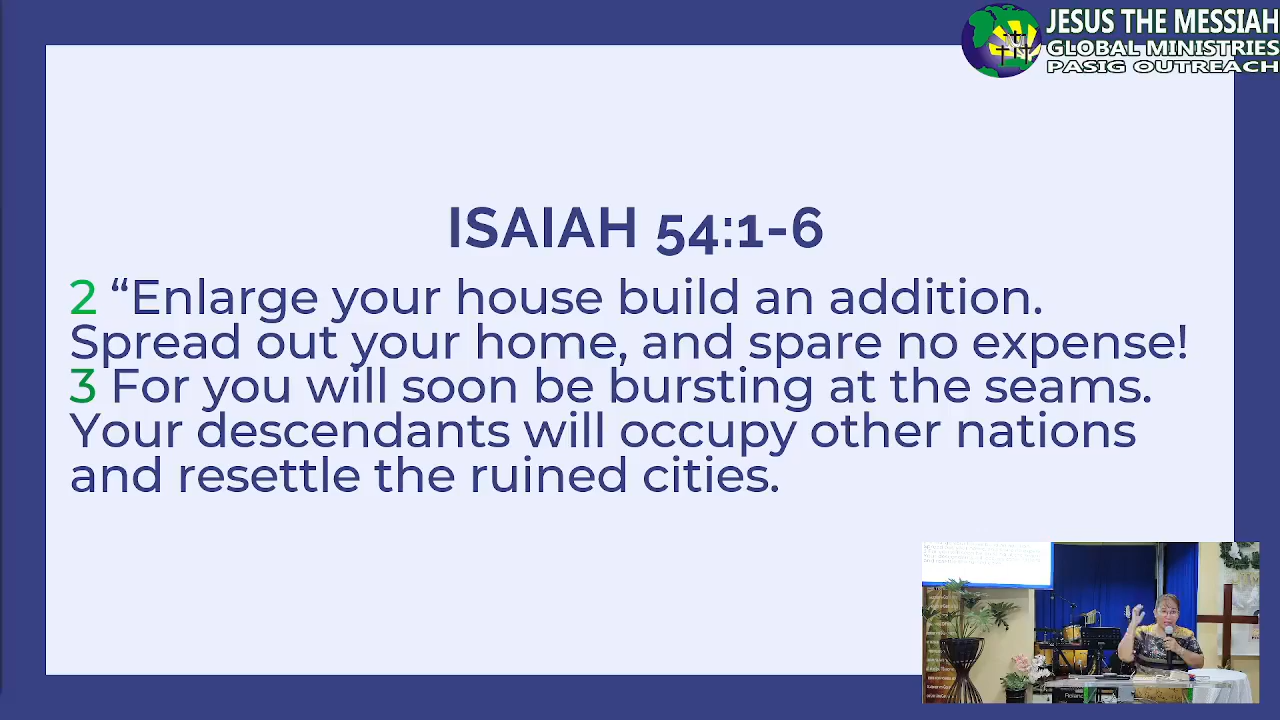 JESUS THE MESSIAH
GLOBAL MINISTRIES
PASIG OUTREACH
ISAIAH 54:1-6
2 “Enlarge your house build an addition.
Spread out your home, and spare no expense!
3 For you will soon be bursting at the seams.
Your descendants will occupy other nations
and resettle the ruined cities.
Roland